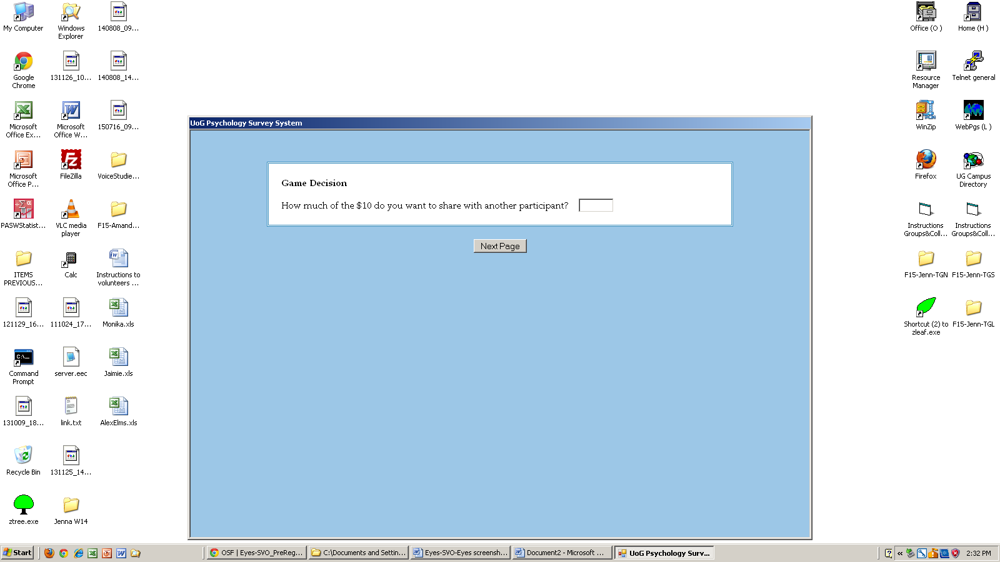 My Computer
Windows
Explorer
140808_09...
Google
Chrome
131126_10...
140808_14...
Microsoft
Office Ex...
Microsoft
Office W...
150716_09...
Microsoft
Office P...
FileZilla
VoiceStudie...
PASWStatist...
VLC media
player
F15-Amand...
ITEMS
PREVIOUS...
Calc
Instructions to
volunteers ...
121129_16...
111024_17...
Monika.xls
Command
Prompt
server.eec
Jaimie.xls
131009_18...
link.txt
AlexElms.xls
Recycle Bin
131125_14...
ztree.exe
Jenna W14
UoG Psychology Survey System
Game Decision
How much of the $10 do you want to share with another participant?
Next Page
Office (O )
Home (H )
Resource
Manager
Telnet general
WinZip
WebPgs (L )
Firefox
UG Campus
Directory
Instructions
Groups&Coll...
Instructions
Groups&Coll...
F15-Jenn-TGN
F15-Jenn-TGS
Shortcut (2) to
zleaf.exe
F15-Jenn-TGL
Start
OSF | Eyes-SVO_PreReg...
C:\Documents and Settin...
Eyes-SVO-Eyes screensh...
Document2 - Microsoft ...
UoG Psychology Surv...
2:32 PM